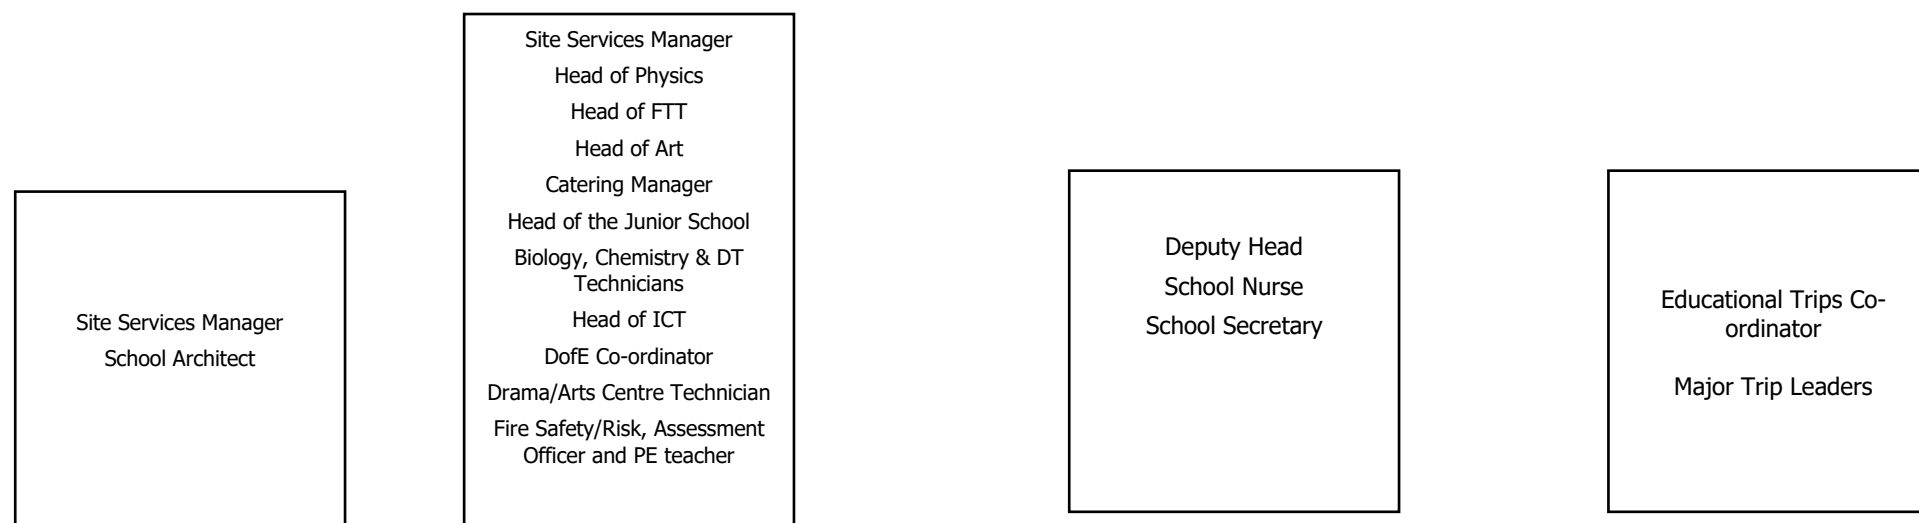 Site Services Manager
School Architect
Site Services Manager
Head of Physics
Head of FTT
Head of Art
Catering Manager
Head of the Junior School
Biology, Chemistry & DT
Technicians
Head of ICT
DofE Co-ordinator
Drama/Arts Centre Technician
Fire Safety/Risk, Assessment
Officer and PE teacher
Deputy Head
School Nurse
School Secretary
Educational Trips Co-
ordinator
Major Trip Leaders